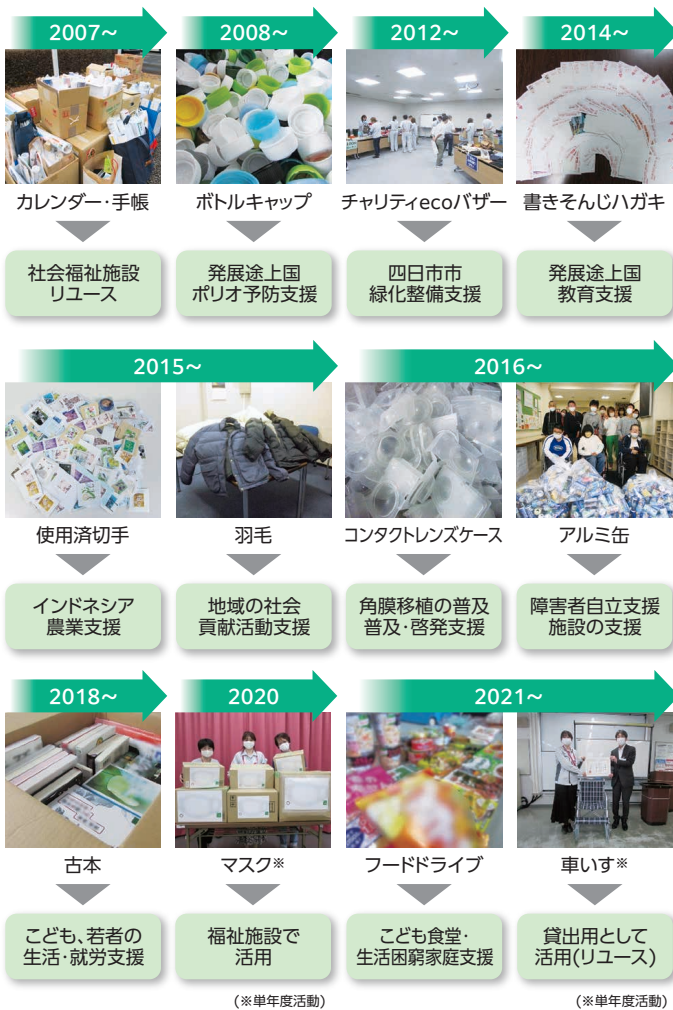 2007~
2008~
2012~
2014~
カレンダー・手帳
ボトルキャップ
チャリティecoバザー
書きそんじハガキ
社会福祉施設
リユース
発展途上国
ポリオ予防支援
四日市市
緑化整備支援
発展途上国
教育支援
2015~
2016~
使用済切手
羽毛
コンタクトレンズケース
アルミ缶
インドネシア
農業支援
地域の社会
貢献活動支援
角膜移植の普及
普及・啓発支援
障害者自立支援
施設の支援
2018~
2020
2021~
古本
マスク※
フードドライブ
車いす※
こども、若者の
生活・就労支援
福祉施設で
活用
こども食堂・
生活困窮家庭支援
貸出用として
活用(リユース)
(※単年度活動)
(※単年度活動)